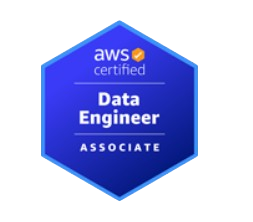 aws
certified
Data
Engineer
ASSOCIATE